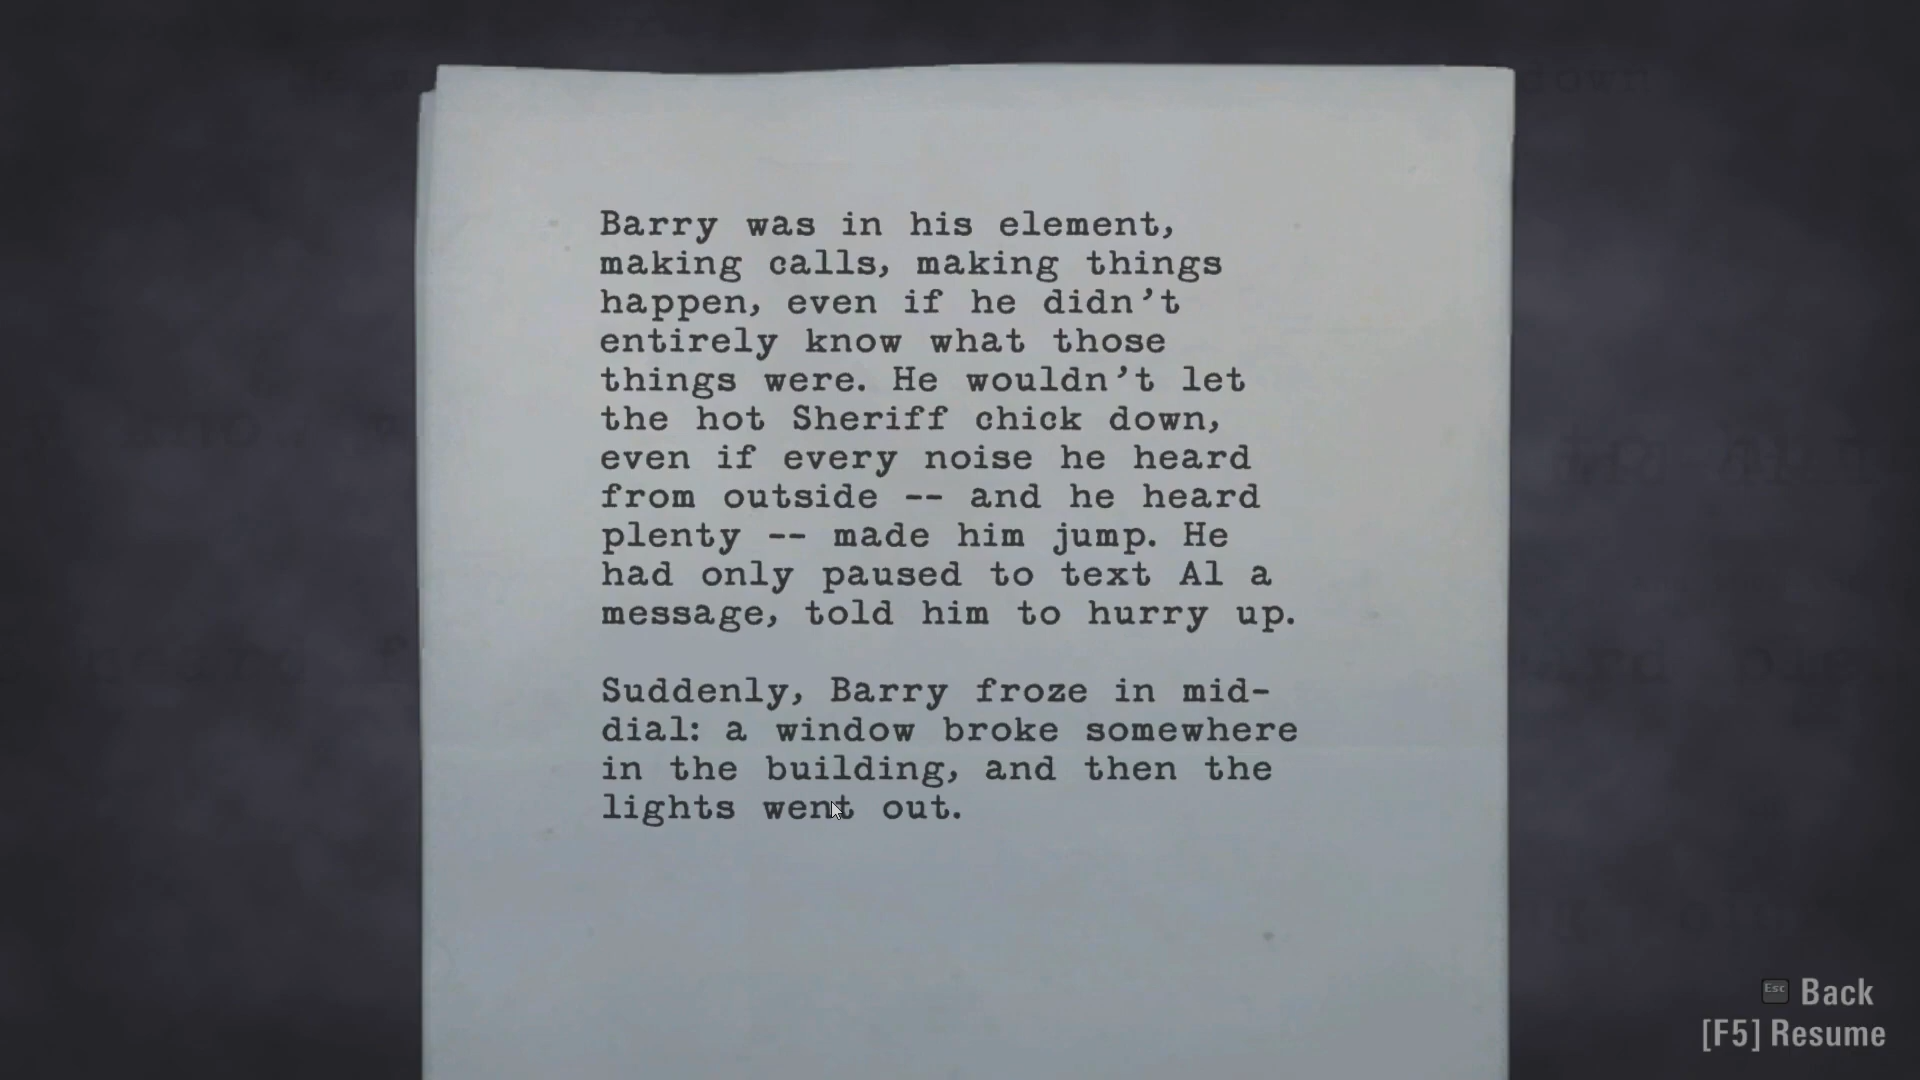 Barry was in his element,
making calls, making things
happen, even if he didn’t
entirely know what those
things were. He wouldn’t let
the hot Sheriff chick down,
even if every noise he heard
from outside -- and he heard
plenty -- made him jump. He
had only paused to text Al a
message, told him to hurry up.
Suddenly, Barry froze in mid-
dial: a window broke somewhere
in the building, and then the
lights went out.
Esc Back
[F5] Resume